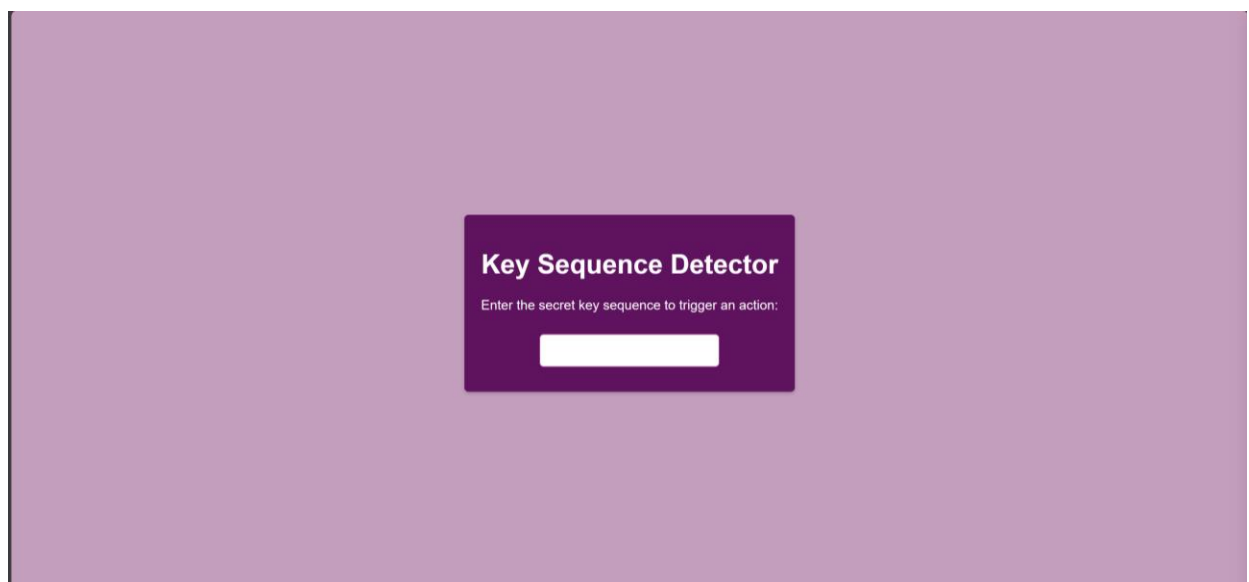 Key Sequence Detector
Enter the secret key sequence to trigger an action: